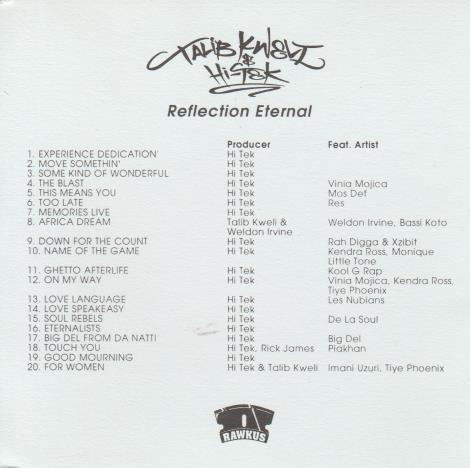 TALIB KWELI
&
HI-TEK
Reflection Eternal
Producer Feat. Artist
1. EXPERIENCE DEDICATION' Hi Tek
2. MOVE SOMETHIN' Hi Tek
3. SOME KIND OF WONDERFUL Hi Tek
4. THE BLAST Hi Tek Vinia Mojica
5. THIS MEANS YOU Hi Tek Mos Def
6. TOO LATE Hi Tek Res
7. MEMORIES LIVE Hi Tek
8. AFRICA DREAM Talib Kweli & Weldon Irvine, Bassi Koto
Weldon Irvine
9. DOWN FOR THE COUNT Hi Tek Rah Digga & Xzibit
10. NAME OF THE GAME Hi Tek Kendra Ross, Monique
Little Tone
11. GHETTO AFTERLIFE Hi Tek Kool G Rap
12. ON MY WAY Hi Tek Vinia Mojica, Kendra Ross,
Tiye Phoenix
13. LOVE LANGUAGE Hi Tek Les Nubians
14. LOVE SPEAKEASY Hi Tek
15. SOUL REBELS Hi Tek De La Soul
16. ETERNALISTS Hi Tek
17. BIG DEL FROM DA NATTI Hi Tek Big Del
18. TOUCH YOU Hi Tek, Rick James Piakhan
19. GOOD MOURNING Hi Tek
20. FOR WOMEN Hi Tek & Talib Kweli Imani Uzuri, Tiye Phoenix
RAWKUS